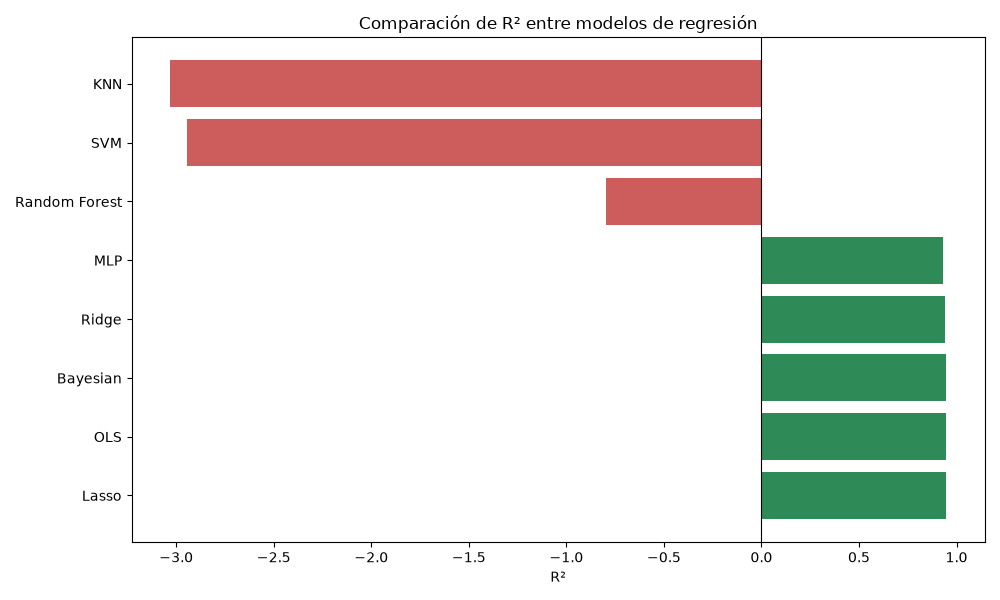 Comparación de R² entre modelos de regresión
KNN
SVM
Random Forest
MLP
Ridge
Bayesian
OLS
Lasso
−3.0 −2.5 −2.0 −1.5 −1.0 −0.5 0.0 0.5 1.0
R²